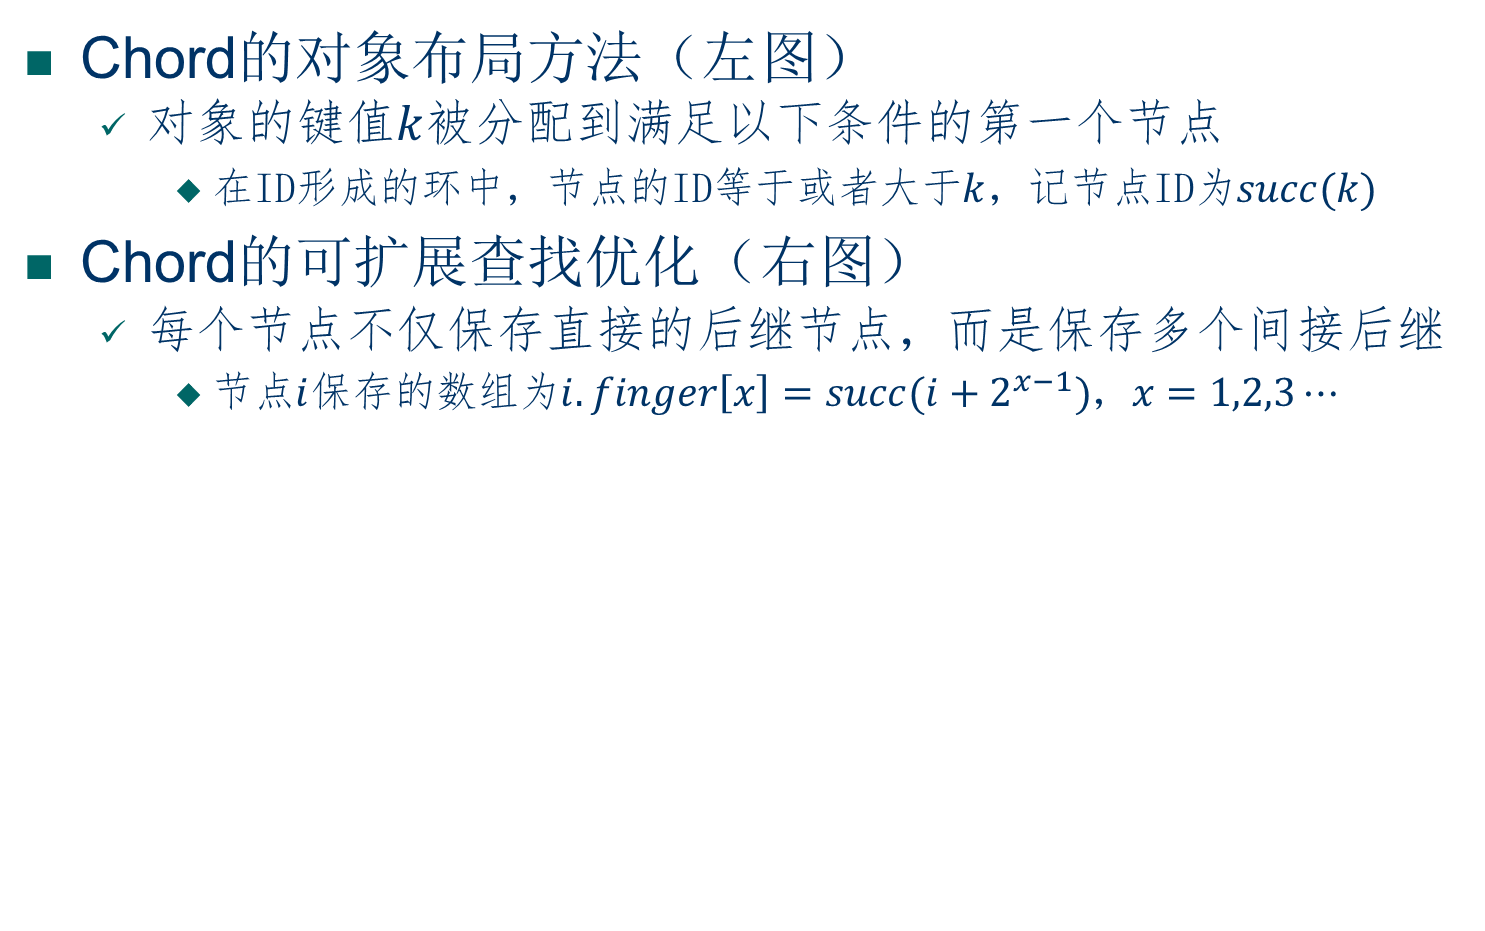 ■ Chord的对象布局方法（左图）
✓ 对象的键值k被分配到满足以下条件的第一个节点
◆ 在ID形成的环中，节点的ID等于或者大于k，记节点ID为succ(k)
■ Chord的可扩展查找优化（右图）
✓ 每个节点不仅保存直接的后继节点，而是保存多个间接后继
◆ 节点i保存的数组为i.finger[x] = succ(i + 2^{x−1})，x = 1,2,3 ⋯